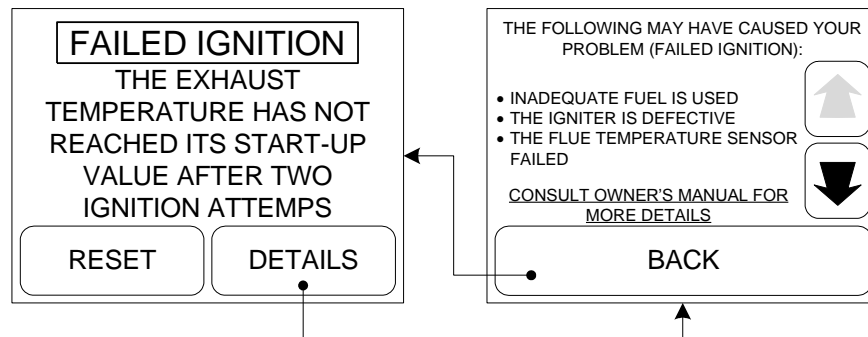 FAILED IGNITION
THE EXHAUST
TEMPERATURE HAS NOT
REACHED ITS START-UP
VALUE AFTER TWO
IGNITION ATTEMPS
RESET
DETAILS
THE FOLLOWING MAY HAVE CAUSED YOUR
PROBLEM (FAILED IGNITION):
• INADEQUATE FUEL IS USED
• THE IGNITER IS DEFECTIVE
• THE FLUE TEMPERATURE SENSOR
FAILED
CONSULT OWNER'S MANUAL FOR
MORE DETAILS
BACK